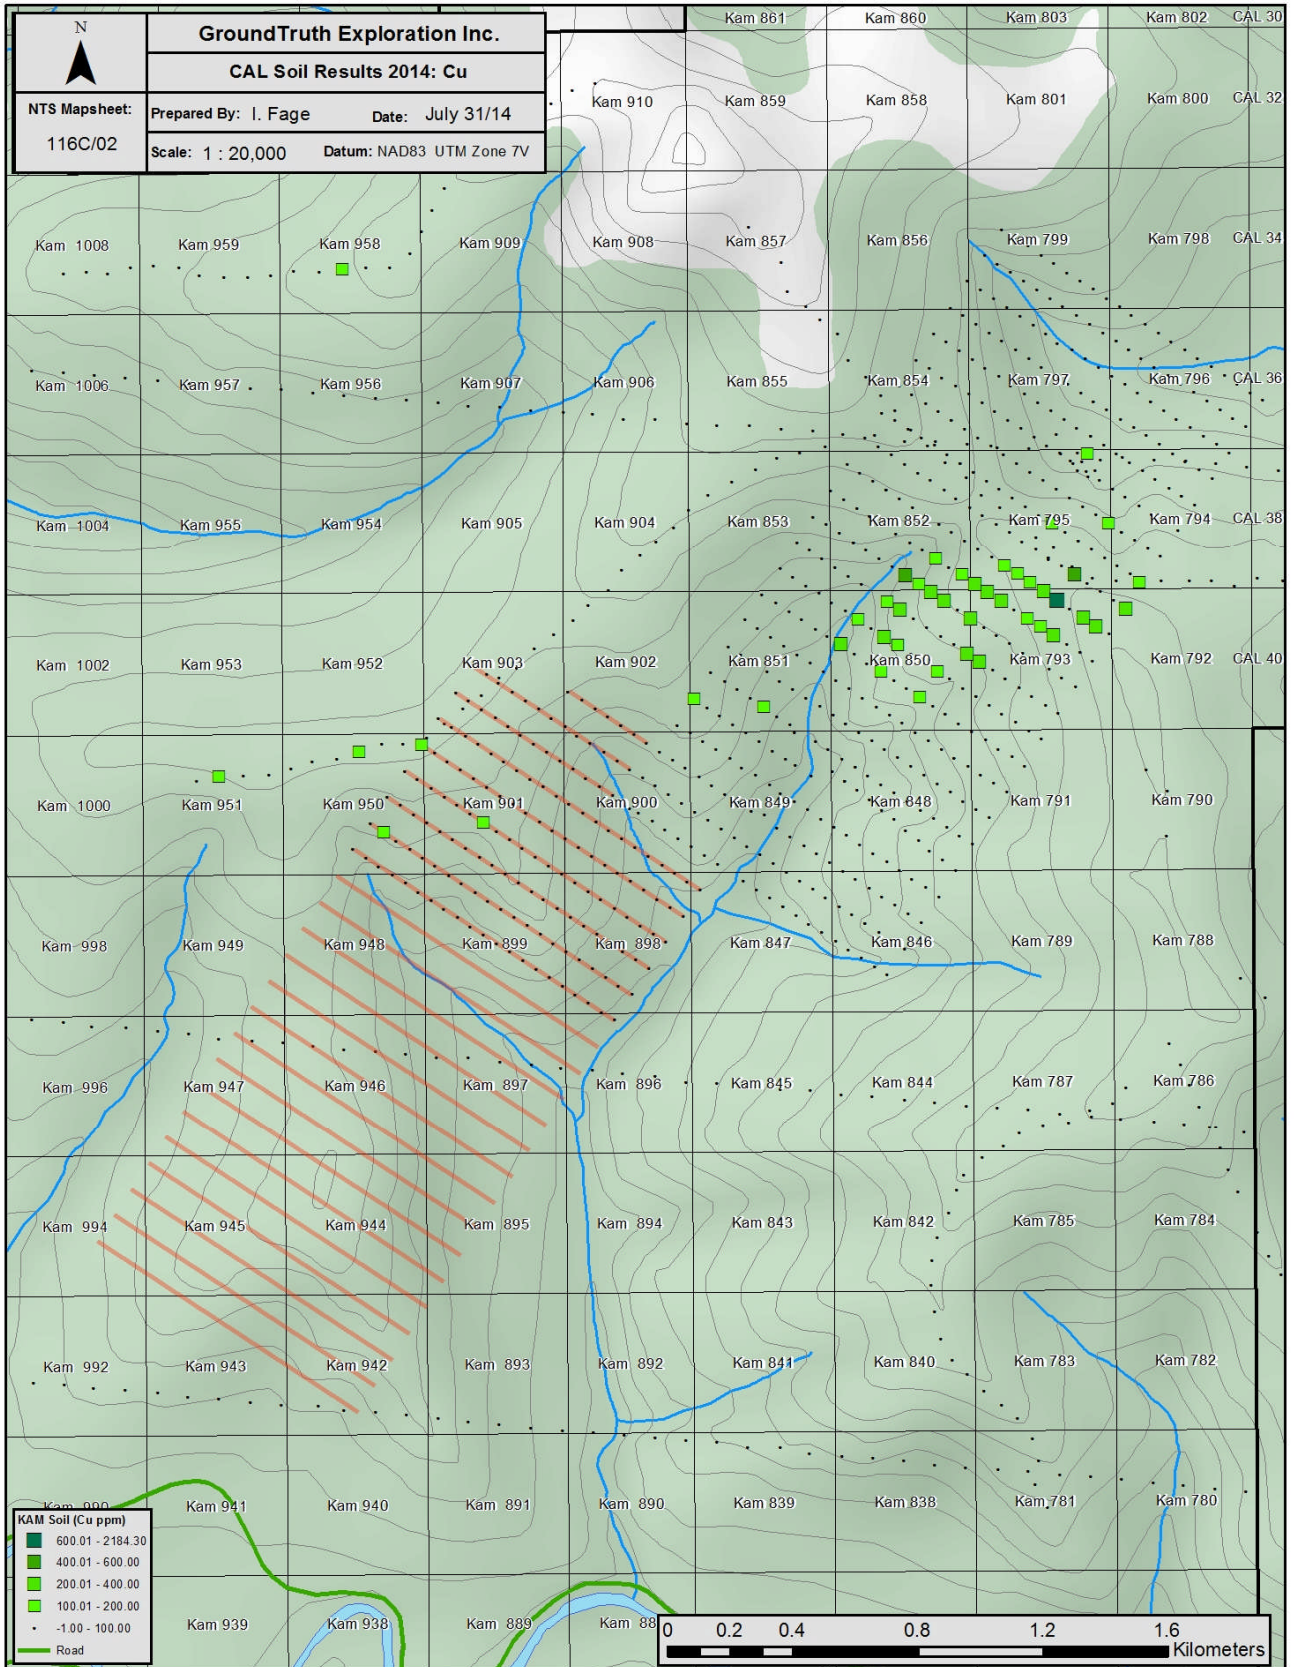 N
GroundTruth Exploration Inc.
CAL Soil Results 2014: Cu
NTS Mapsheet:
116C/02
Prepared By: I. Fage Date: July 31/14
Scale: 1 : 20,000 Datum: NAD83 UTM Zone 7V
Kam 861 Kam 860 Kam 803 Kam 802 CAL 30
Kam 910 Kam 859 Kam 858 Kam 801 Kam 800 CAL 32
Kam 1008 Kam 959 Kam 958 Kam 909 Kam 908 Kam 857 Kam 856 Kam 799 Kam 798 CAL 34
Kam 1006 Kam 957 Kam 956 Kam 907 Kam 906 Kam 855 Kam 854 Kam 797 Kam 796 CAL 36
Kam 1004 Kam 955 Kam 954 Kam 905 Kam 904 Kam 853 Kam 852 Kam 795 Kam 794 CAL 38
Kam 1002 Kam 953 Kam 952 Kam 903 Kam 902 Kam 851 Kam 850 Kam 793 Kam 792 CAL 40
Kam 1000 Kam 951 Kam 950 Kam 901 Kam 900 Kam 849 Kam 848 Kam 791 Kam 790
Kam 998 Kam 949 Kam 948 Kam 899 Kam 898 Kam 847 Kam 846 Kam 789 Kam 788
Kam 996 Kam 947 Kam 946 Kam 897 Kam 896 Kam 845 Kam 844 Kam 787 Kam 786
Kam 994 Kam 945 Kam 944 Kam 895 Kam 894 Kam 843 Kam 842 Kam 785 Kam 784
Kam 992 Kam 943 Kam 942 Kam 893 Kam 892 Kam 841 Kam 840 Kam 783 Kam 782
Kam 990 Kam 941 Kam 940 Kam 891 Kam 890 Kam 839 Kam 838 Kam 781 Kam 780
Kam 939 Kam 938 Kam 889 Kam 88
KAM Soil (Cu ppm)
600.01 - 2184.30
400.01 - 600.00
200.01 - 400.00
100.01 - 200.00
-1.00 - 100.00
Road
0 0.2 0.4 0.8 1.2 1.6
Kilometers